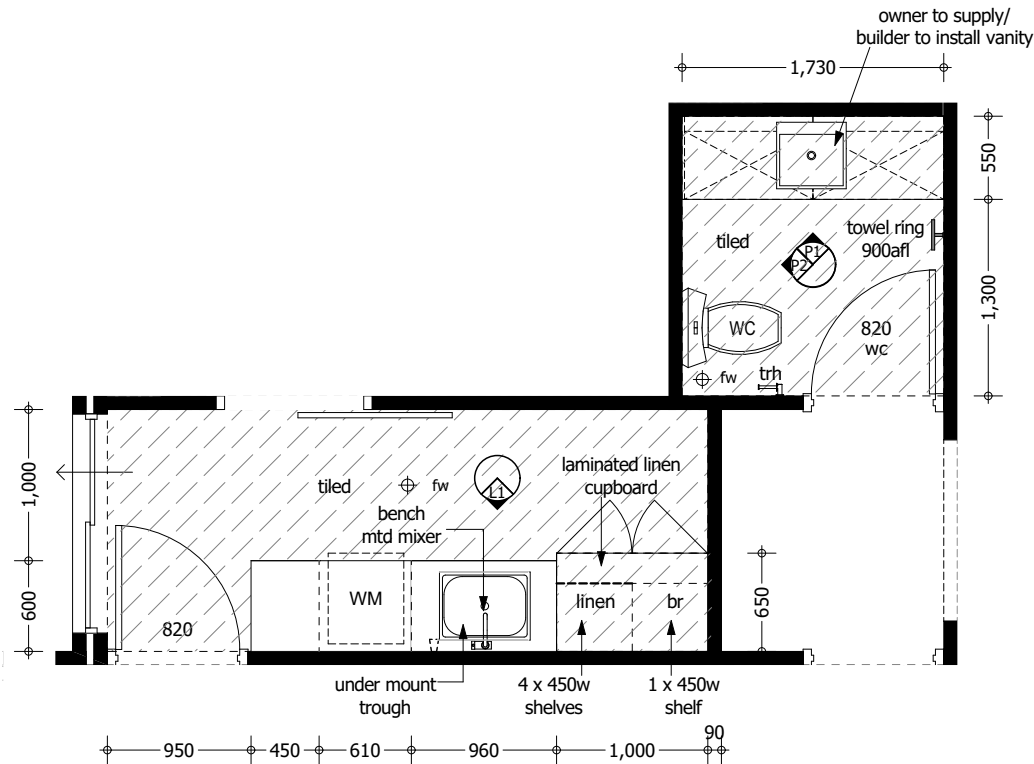 owner to supply/
builder to install vanity
1,730
550
tiled
towel ring
900afl
P1
P2
1,300
WC
820
wc
fw
trh
1,000
tiled
fw
L1
laminated linen
cupboard
bench
mtd mixer
600
WM
linen
br
650
820
under mount
trough
4 x 450w
shelves
1 x 450w
shelf
950
450
610
960
1,000
90